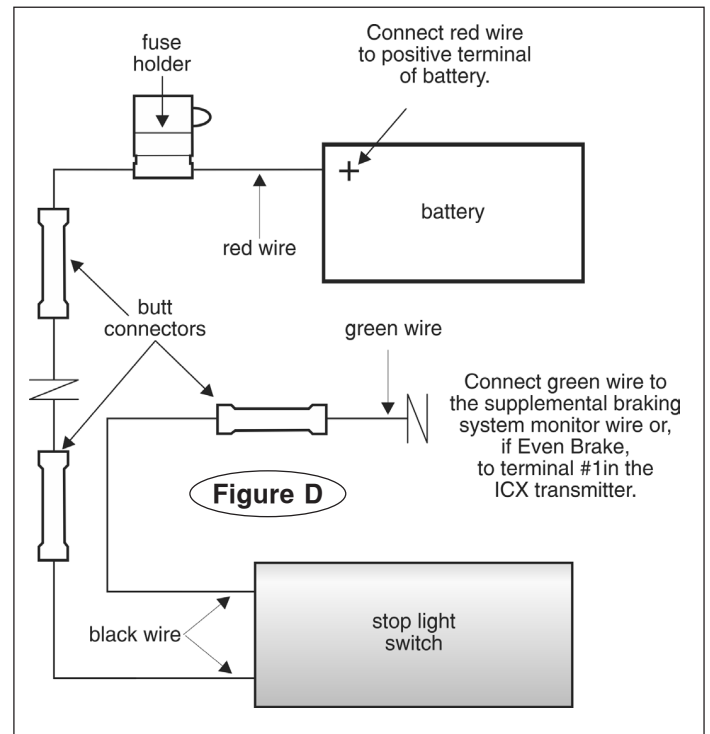 Connect red wire
to positive terminal
of battery.
fuse
holder
+
battery
red wire
butt
connectors
green wire
Connect green wire to
the supplemental braking
system monitor wire or,
if Even Brake,
to terminal #1in the
ICX transmitter.
Figure D
stop light
switch
black wire